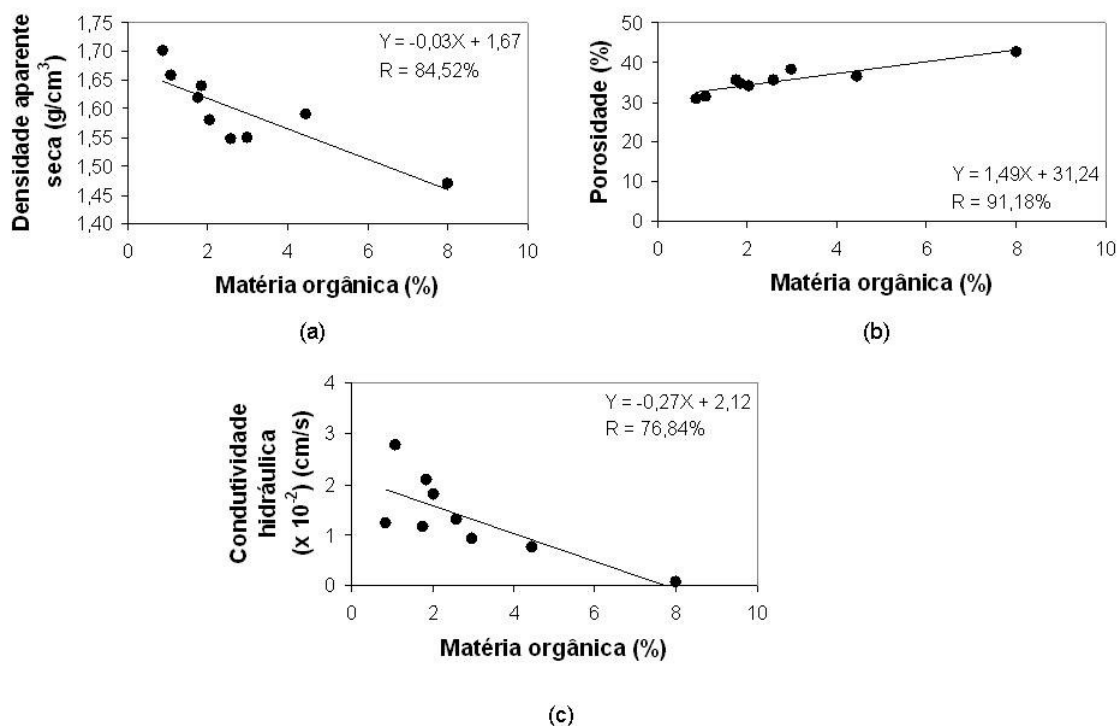 1,75
1,70
1,65
1,60
1,55
1,50
1,45
1,40
Densidade aparente
seca (g/cm³)
Y = -0,03X + 1,67
R = 84,52%
0 2 4 6 8 10
Matéria orgânica (%)
(a)
50
40
30
20
10
0
Porosidade (%)
Y = 1,49X + 31,24
R = 91,18%
0 2 4 6 8 10
Matéria orgânica (%)
(b)
4
3
2
1
0
Condutividade
hidráulica
(x 10⁻²) (cm/s)
Y = -0,27X + 2,12
R = 76,84%
0 2 4 6 8 10
Matéria orgânica (%)
(c)